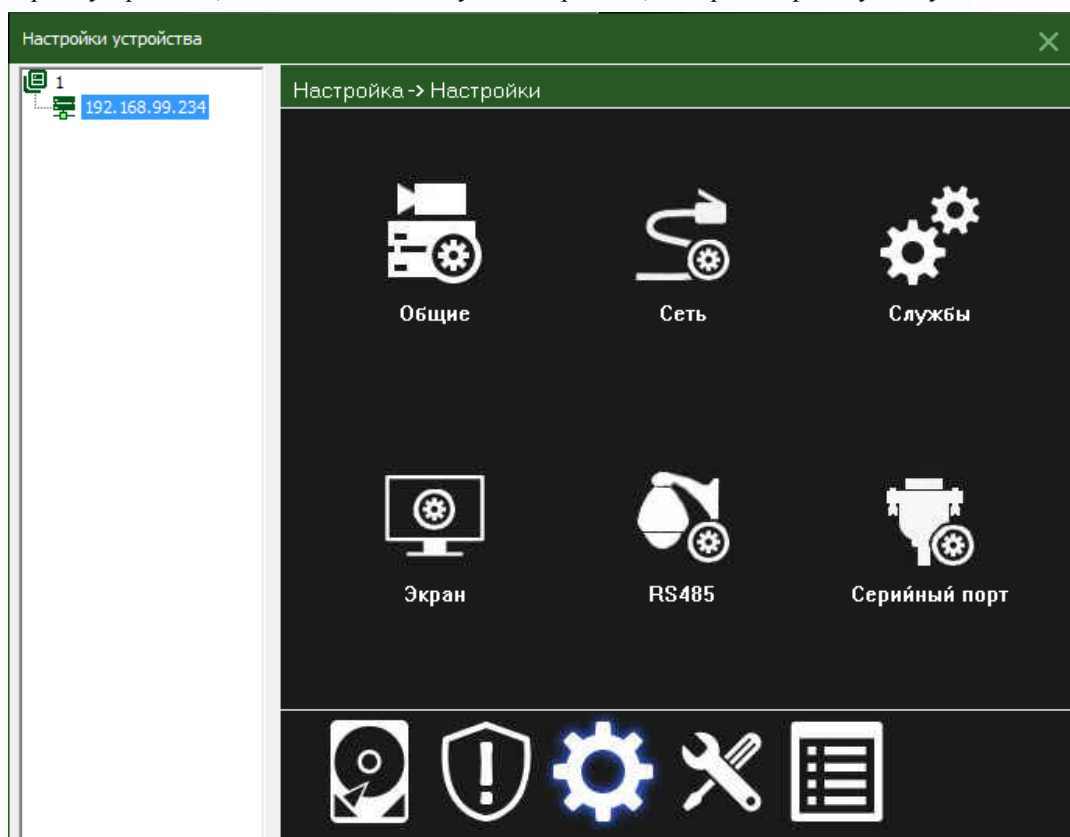 Настройки устройства
1
192.168.99.234
Настройка -> Настройки
Общие
Сеть
Службы
Экран
RS485
Серийный порт